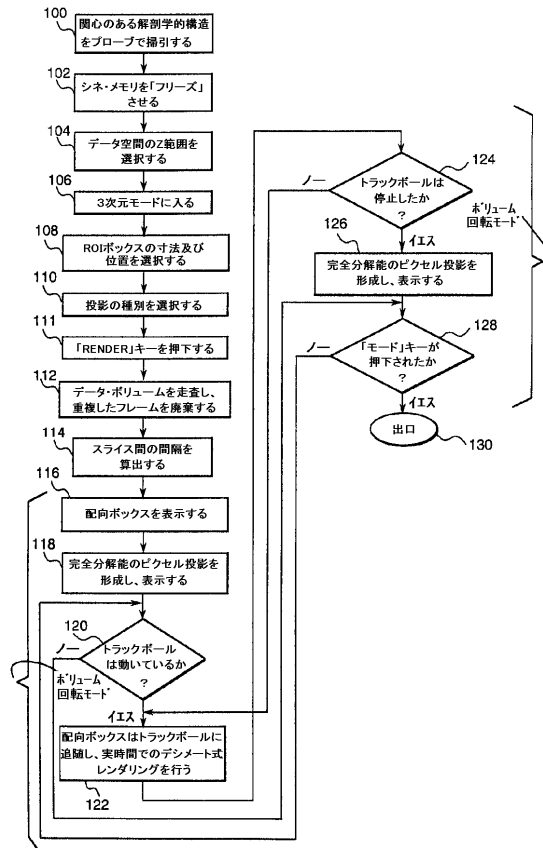 100
関心のある解剖学的構造
をプローブで掃引する
102
シネ・メモリを「フリーズ」
させる
104
データ空間のZ範囲を
選択する
106
3次元モードに入る
108
ROIボックスの寸法及び
位置を選択する
110
投影の種別を選択する
111
「RENDER」キーを押下する
112
データ・ボリュームを走査し、
重複したフレームを廃棄する
114
スライス間の間隔を
算出する
116
配向ボックスを表示する
118
完全分解能のピクセル投影を
形成し、表示する
120
トラックボール
は動いているか
?
ノー
ボリューム
回転モード
イエス
配向ボックスはトラックボールに
追随し、実時間でのデシメート式
レンダリングを行う
122
124
トラックボールは
停止したか
?
ノー
ボリューム
回転モード
イエス
126
完全分解能のピクセル投影を
形成し、表示する
128
「モード」キーが
押下されたか
?
ノー
イエス
出口
130